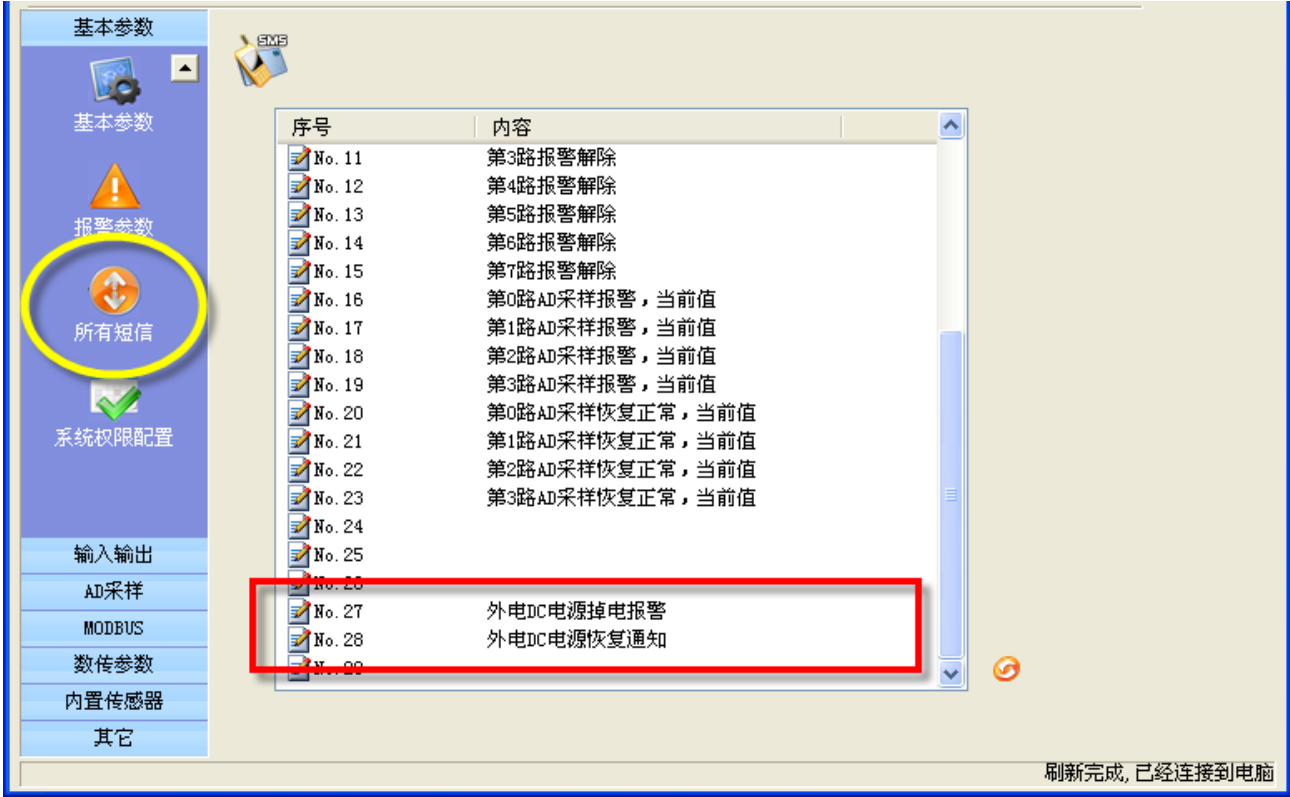 基本参数
SMS
基本参数
报警参数
所有短信
系统权限配置
输入输出
AD采样
MODBUS
数传参数
内置传感器
其它
序号 内容
No. 11 第3路报警解除
No. 12 第4路报警解除
No. 13 第5路报警解除
No. 14 第6路报警解除
No. 15 第7路报警解除
No. 16 第0路AD采样报警，当前值
No. 17 第1路AD采样报警，当前值
No. 18 第2路AD采样报警，当前值
No. 19 第3路AD采样报警，当前值
No. 20 第0路AD采样恢复正常，当前值
No. 21 第1路AD采样恢复正常，当前值
No. 22 第2路AD采样恢复正常，当前值
No. 23 第3路AD采样恢复正常，当前值
No. 24
No. 25
No. 26
No. 27 外电DC电源掉电报警
No. 28 外电DC电源恢复通知
No. 29
刷新完成, 已经连接到电脑